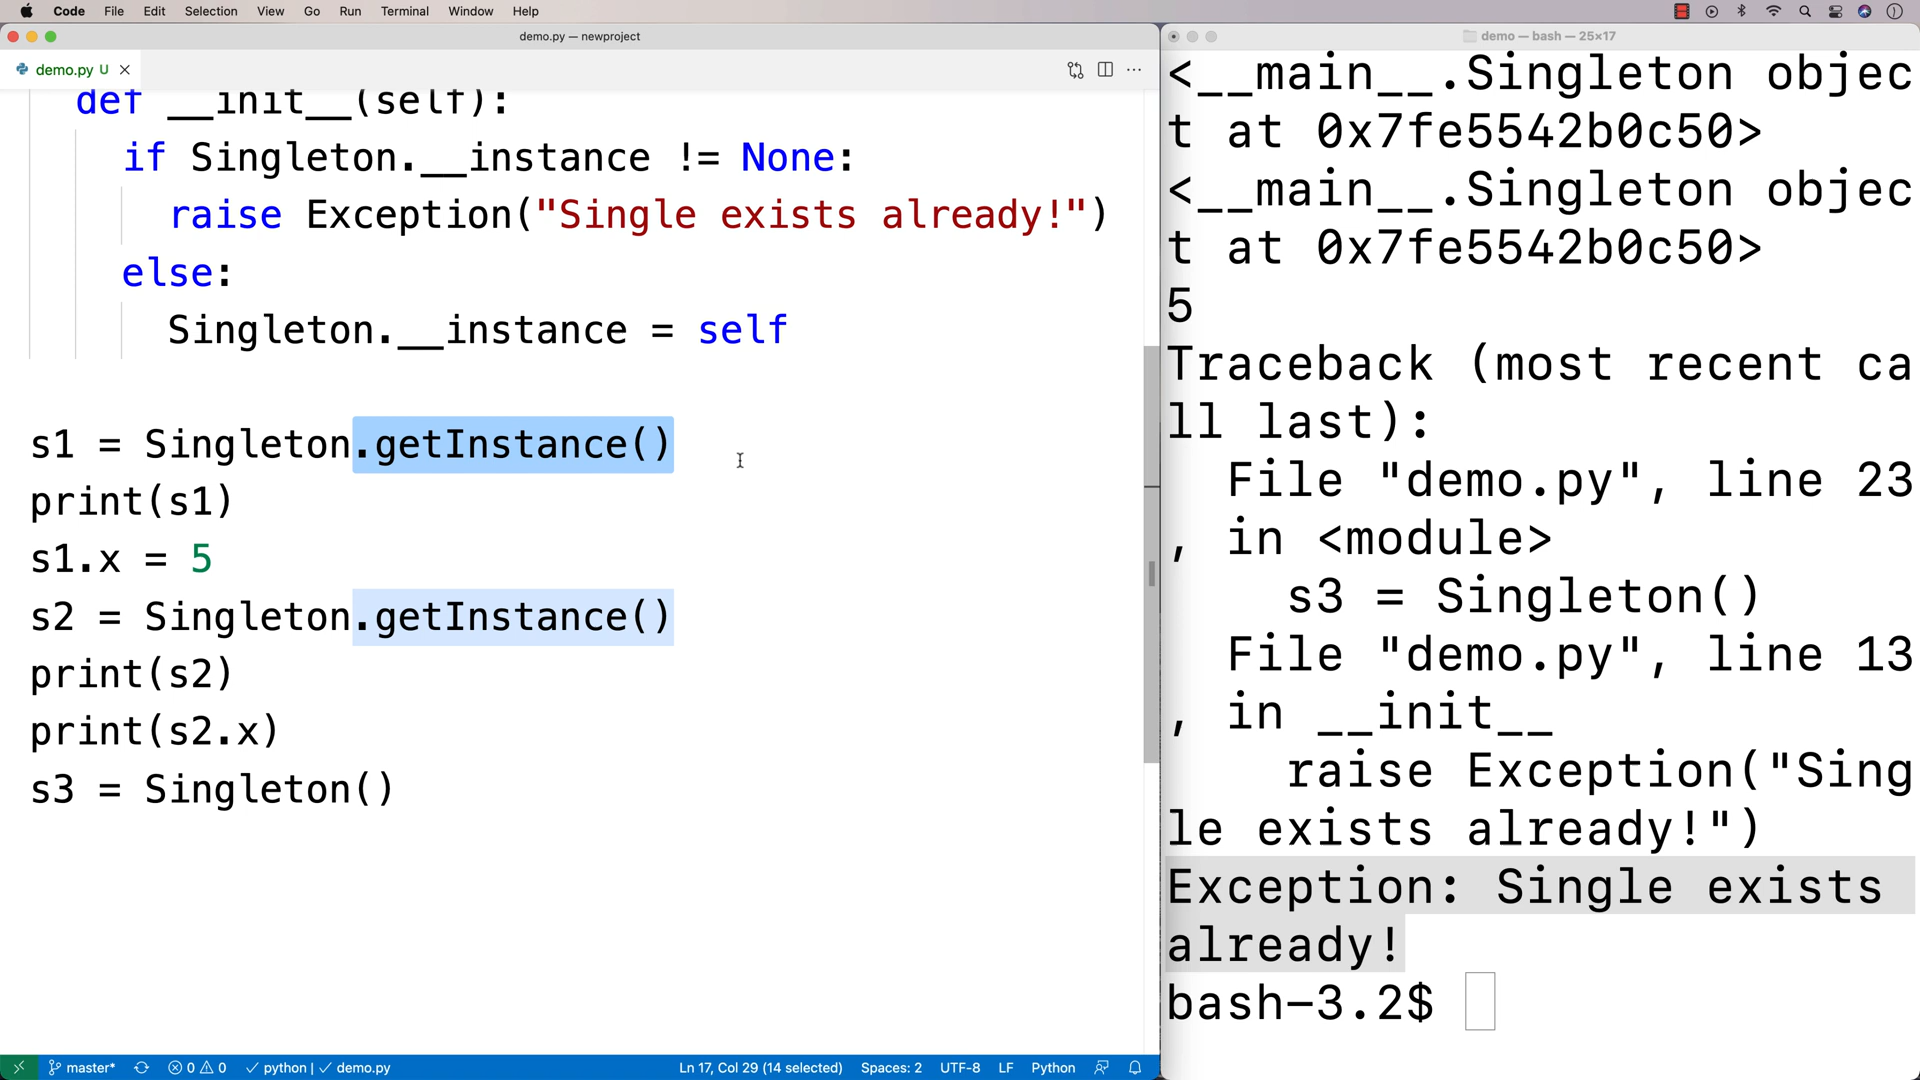 Code File Edit Selection View Go Run Terminal Window Help
demo.py — newproject
demo.py U
def __init__(self):
if Singleton.__instance != None:
raise Exception("Single exists already!")
else:
Singleton.__instance = self
s1 = Singleton.getInstance()
print(s1)
s1.x = 5
s2 = Singleton.getInstance()
print(s2)
print(s2.x)
s3 = Singleton()
master* 0 0 python | demo.py Ln 17, Col 29 (14 selected) Spaces: 2 UTF-8 LF Python
demo — bash — 25×17
<__main__.Singleton objec
t at 0x7fe5542b0c50>
<__main__.Singleton objec
t at 0x7fe5542b0c50>
5
Traceback (most recent ca
ll last):
File "demo.py", line 23
, in <module>
s3 = Singleton()
File "demo.py", line 13
, in __init__
raise Exception("Sing
le exists already!")
Exception: Single exists
already!
bash-3.2$